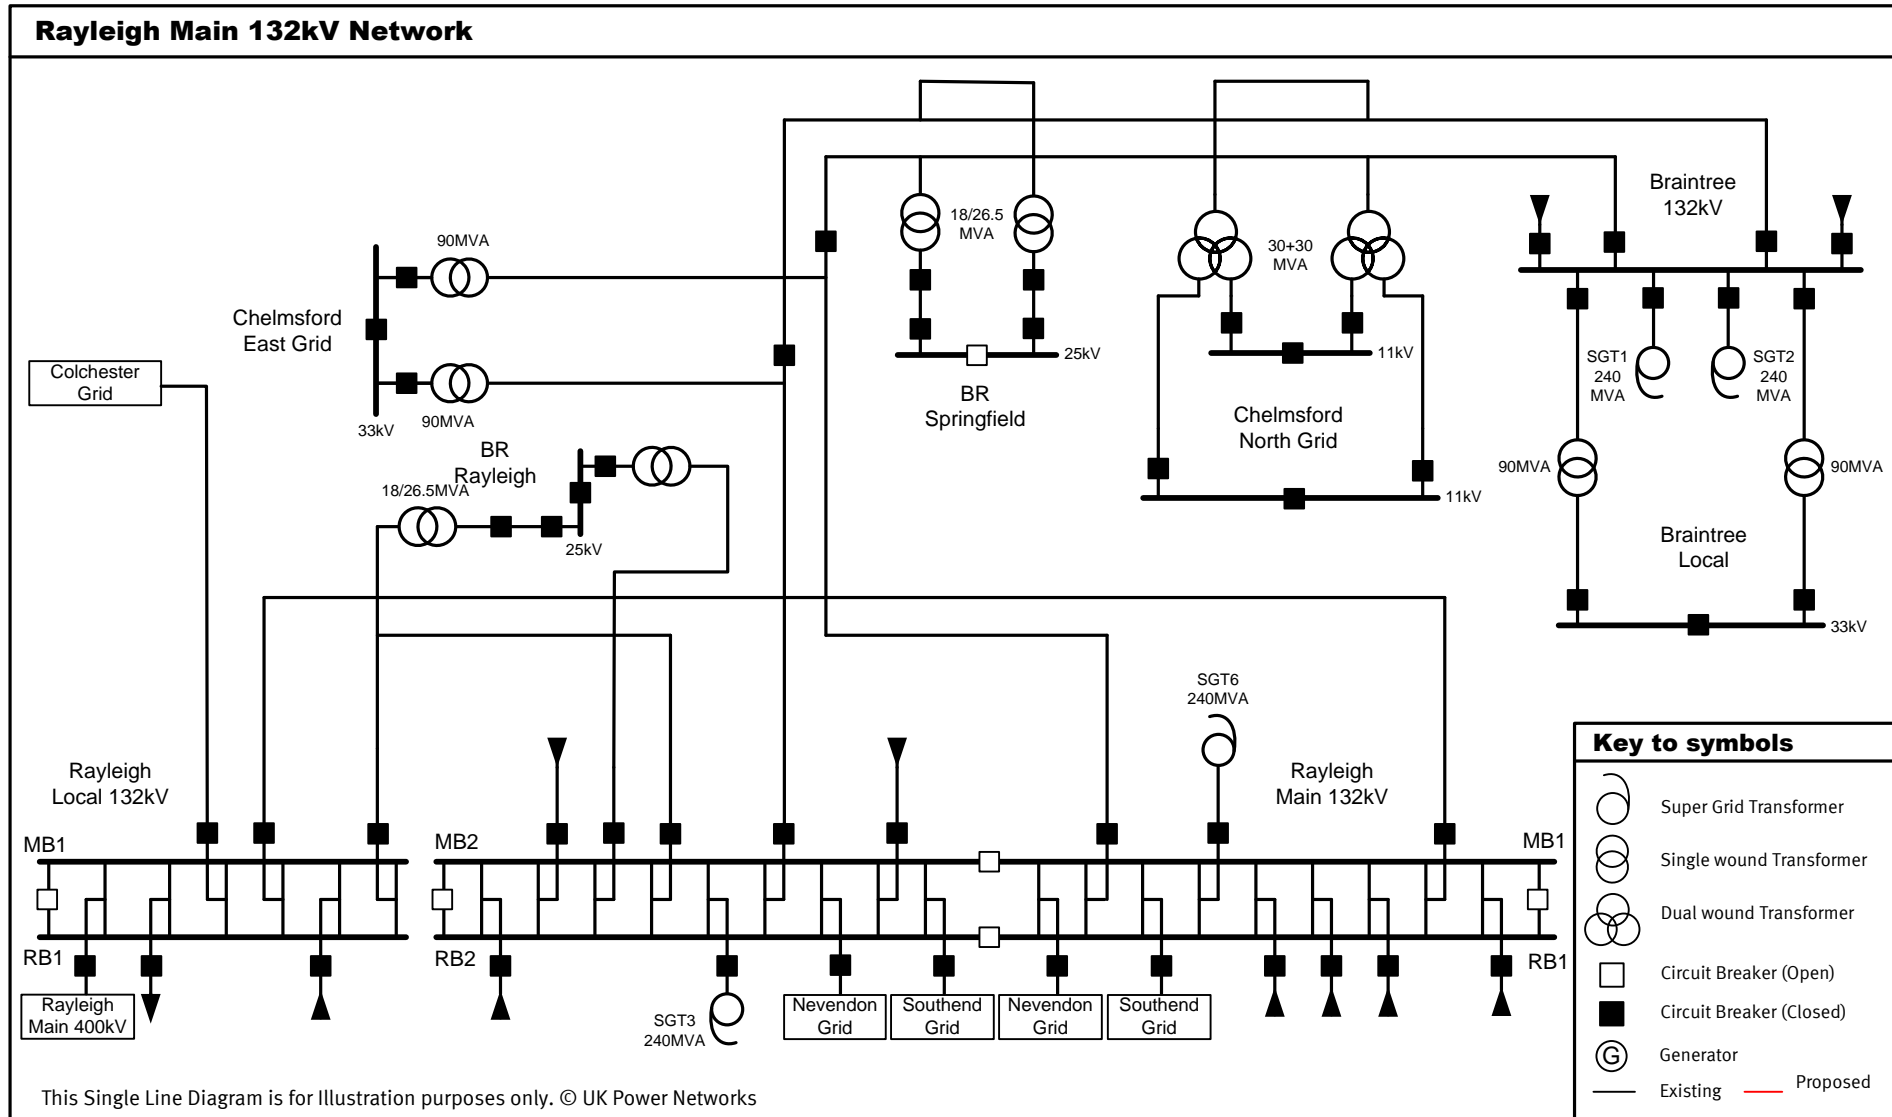 Rayleigh Main 132kV Network
Braintree
132kV
18/26.5
MVA
90MVA
30+30
MVA
Chelmsford
East Grid
Colchester
Grid
25kV
11kV
SGT1
240
MVA
SGT2
240
MVA
BR
Springfield
Chelmsford
North Grid
33kV
90MVA
BR
Rayleigh
18/26.5MVA
25kV
90MVA
90MVA
11kV
Braintree
Local
33kV
SGT6
240MVA
Rayleigh
Local 132kV
Rayleigh
Main 132kV
MB1
MB2
MB1
RB1
RB2
RB1
Rayleigh
Main 400kV
SGT3
240MVA
Nevendon
Grid
Southend
Grid
Nevendon
Grid
Southend
Grid
Key to symbols
Super Grid Transformer
Single wound Transformer
Dual wound Transformer
Circuit Breaker (Open)
Circuit Breaker (Closed)
G
Generator
Existing
Proposed
This Single Line Diagram is for Illustration purposes only. © UK Power Networks